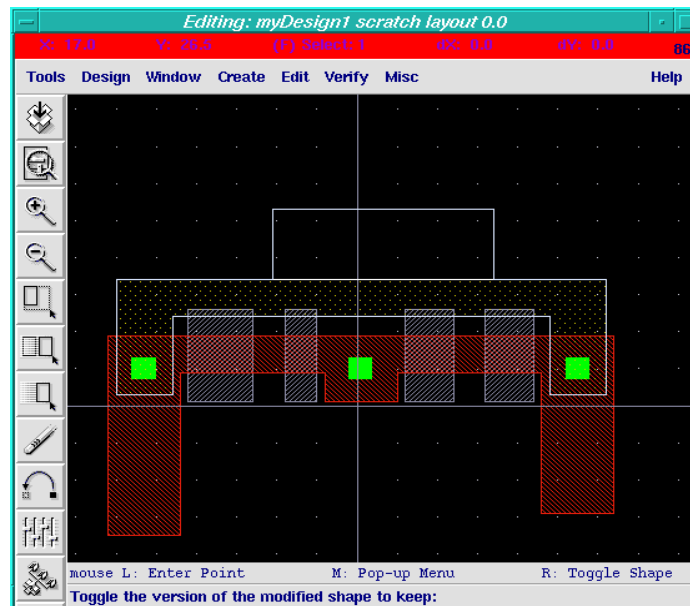 Editing: myDesign1 scratch layout 0.0
X: 17.0 Y: 26.5 (F) Select: 1 dX: 0.0 dY: 0.0 86
Tools Design Window Create Edit Verify Misc Help
mouse L: Enter Point M: Pop-up Menu R: Toggle Shape
Toggle the version of the modified shape to keep: